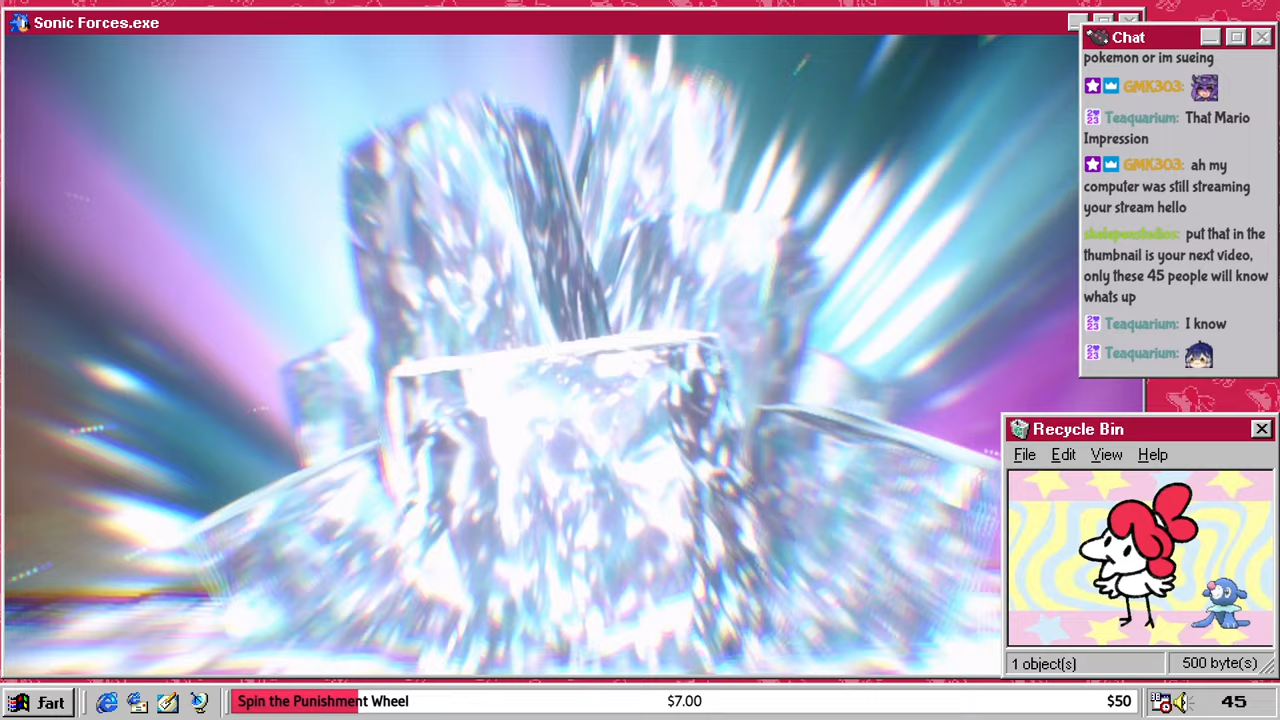 Sonic Forces.exe
Chat
pokemon or im sueing
GMK303:
Teaquarium: That Mario
Impression
GMK303: ah my
computer was still streaming
your stream hello
put that in the
thumbnail is your next video,
only these 45 people will know
whats up
Teaquarium: I know
Teaquarium:
Recycle Bin
File Edit View Help
1 object(s) 500 byte(s)
fart Spin the Punishment Wheel $7.00 $50 45